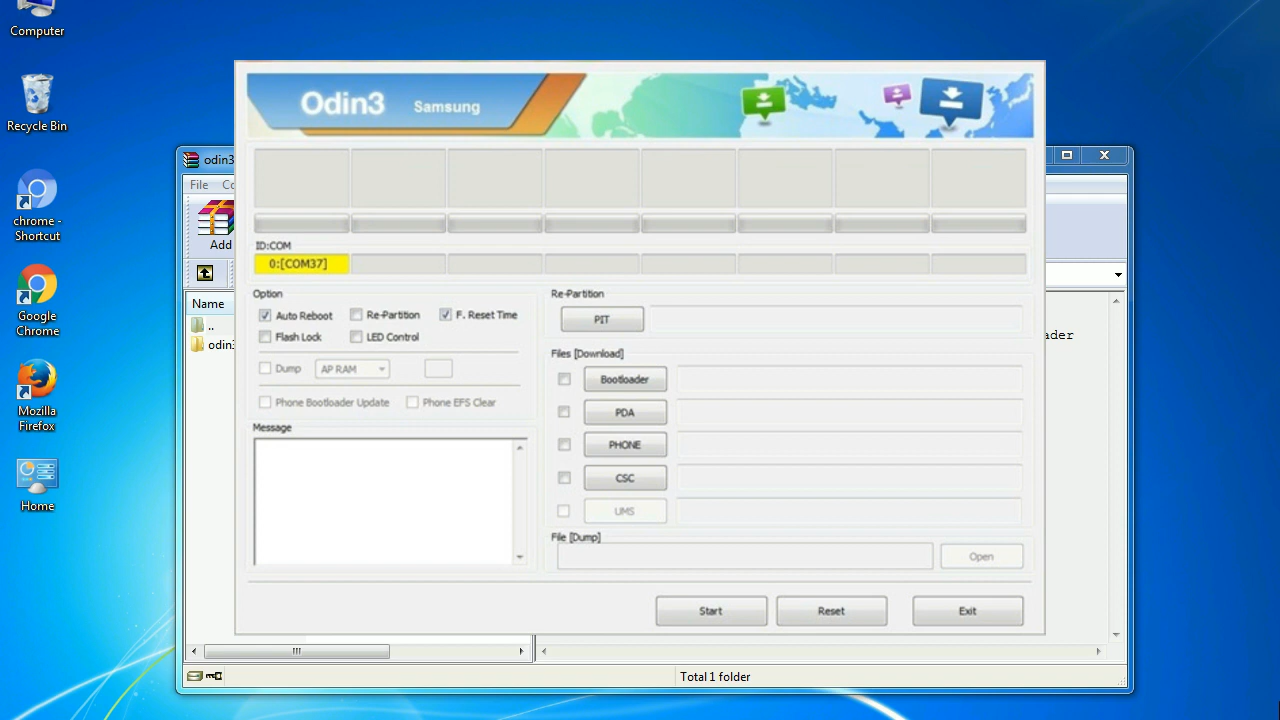 Computer
Recycle Bin
chrome -
Shortcut
Google
Chrome
Mozilla
Firefox
Home
odin3
File Co
Add
Name
..
odin3
ader
Total 1 folder
Odin3 Samsung
ID:COM
0:[COM37]
Option
Auto Reboot Re-Partition F. Reset Time
Flash Lock LED Control
Dump AP RAM
Phone Bootloader Update Phone EFS Clear
Message
Re-Partition
PIT
Files [Download]
Bootloader
PDA
PHONE
CSC
UMS
File [Dump]
Open
Start Reset Exit